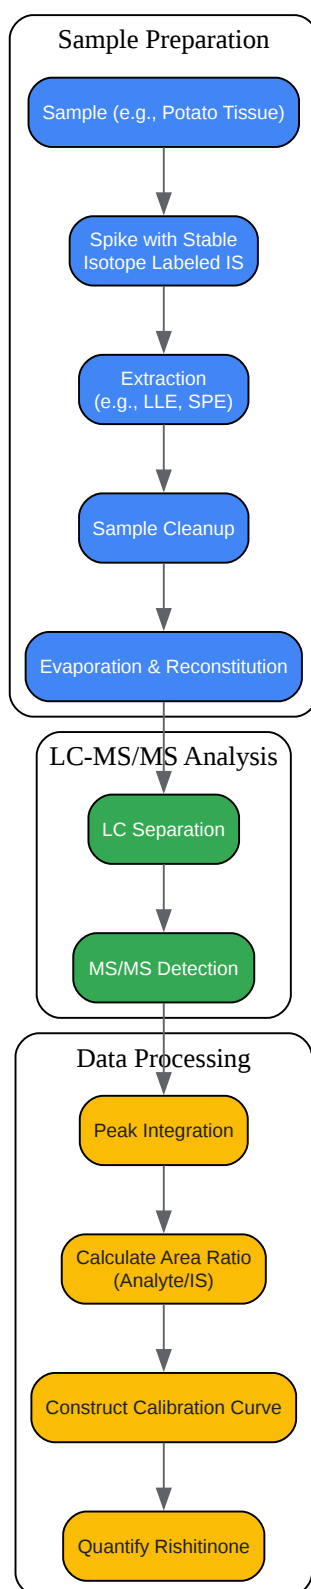 Sample Preparation
Sample (e.g., Potato Tissue)
Spike with Stable
Isotope Labeled IS
Extraction
(e.g., LLE, SPE)
Sample Cleanup
Evaporation & Reconstitution
LC-MS/MS Analysis
LC Separation
MS/MS Detection
Data Processing
Peak Integration
Calculate Area Ratio
(Analyte/IS)
Construct Calibration Curve
Quantify Rishitinone